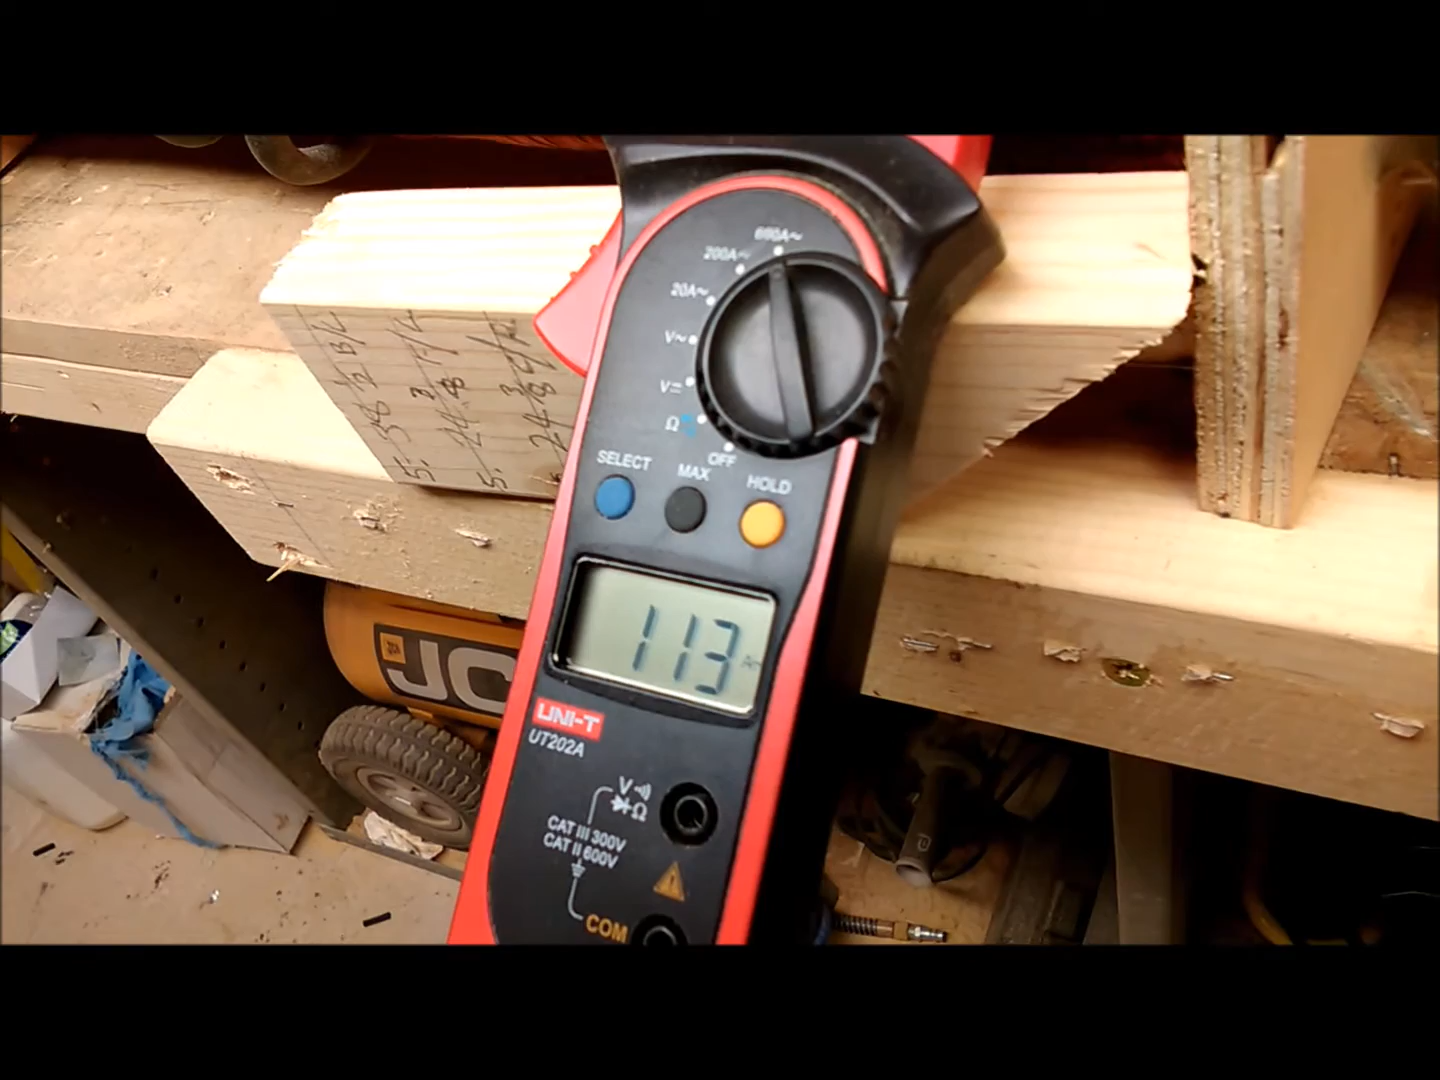 600A~
200A~
20A~
V~
V⎓
Ω
OFF
SELECT
MAX
HOLD
113
UNI-T
UT202A
V
Ω
CAT III 300V
CAT II 600V
COM
JC